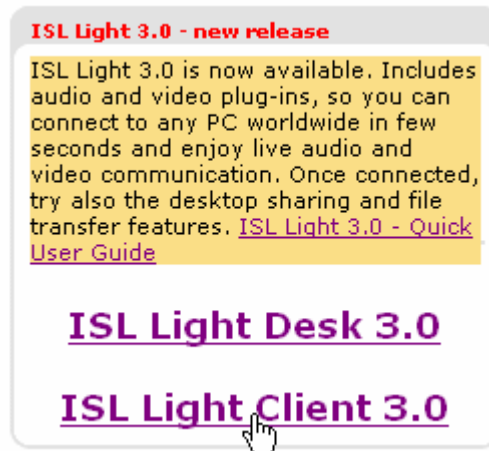 ISL Light 3.0 - new release
ISL Light 3.0 is now available. Includes
audio and video plug-ins, so you can
connect to any PC worldwide in few
seconds and enjoy live audio and
video communication. Once connected,
try also the desktop sharing and file
transfer features. ISL Light 3.0 - Quick
User Guide
ISL Light Desk 3.0
ISL Light Client 3.0